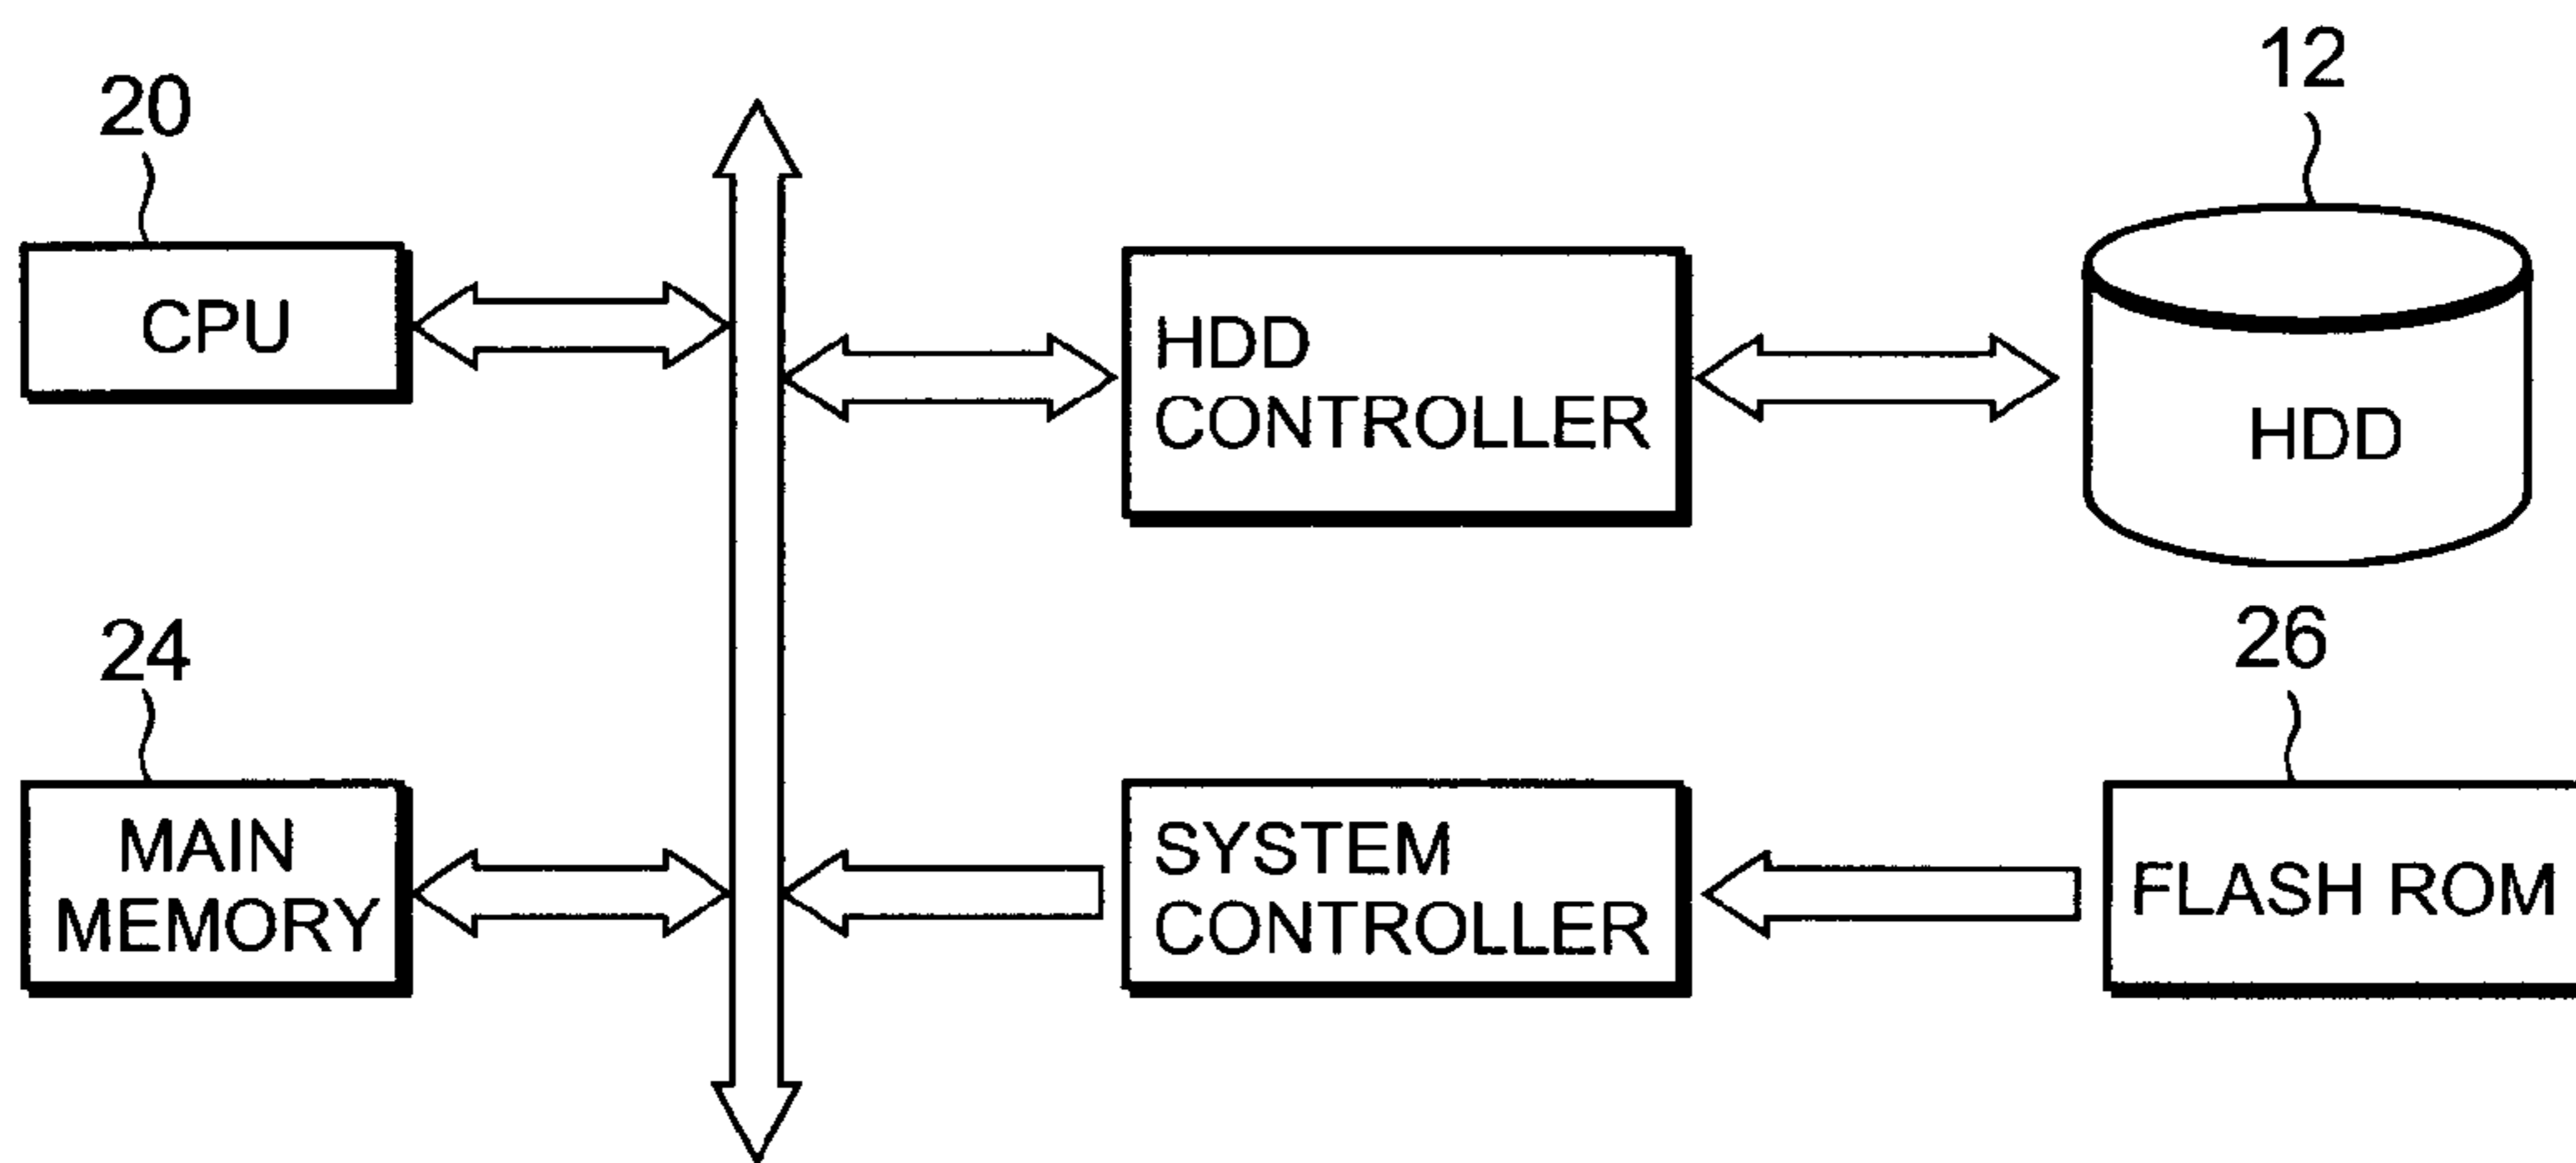 12
20
CPU
HDD
CONTROLLER
HDD
24
26
MAIN
MEMORY
SYSTEM
CONTROLLER
FLASH ROM